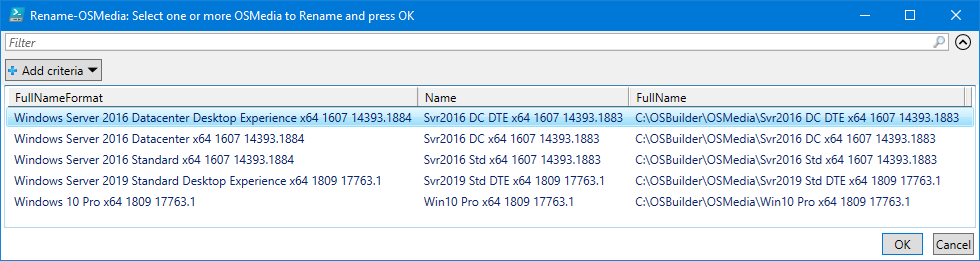 Rename-OSMedia: Select one or more OSMedia to Rename and press OK
Filter
Add criteria
FullNameFormat Name FullName
Windows Server 2016 Datacenter Desktop Experience x64 1607 14393.1884 Svr2016 DC DTE x64 1607 14393.1883 C:\OSBuilder\OSMedia\Svr2016 DC DTE x64 1607 14393.1883
Windows Server 2016 Datacenter x64 1607 14393.1884 Svr2016 DC x64 1607 14393.1883 C:\OSBuilder\OSMedia\Svr2016 DC x64 1607 14393.1883
Windows Server 2016 Standard x64 1607 14393.1884 Svr2016 Std x64 1607 14393.1883 C:\OSBuilder\OSMedia\Svr2016 Std x64 1607 14393.1883
Windows Server 2019 Standard Desktop Experience x64 1809 17763.1 Svr2019 Std DTE x64 1809 17763.1 C:\OSBuilder\OSMedia\Svr2019 Std DTE x64 1809 17763.1
Windows 10 Pro x64 1809 17763.1 Win10 Pro x64 1809 17763.1 C:\OSBuilder\OSMedia\Win10 Pro x64 1809 17763.1
OK Cancel